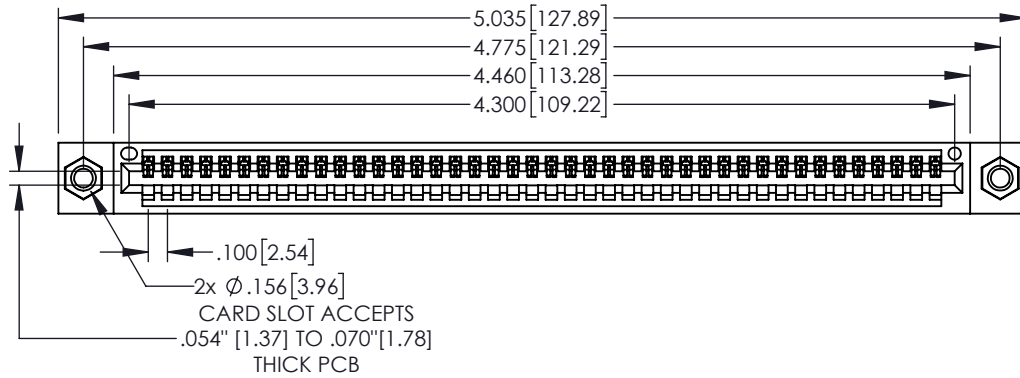 5.035[127.89]
4.775[121.29]
4.460[113.28]
4.300[109.22]
.100[2.54]
2x Ø.156[3.96]
CARD SLOT ACCEPTS
.054" [1.37] TO .070"[1.78]
THICK PCB